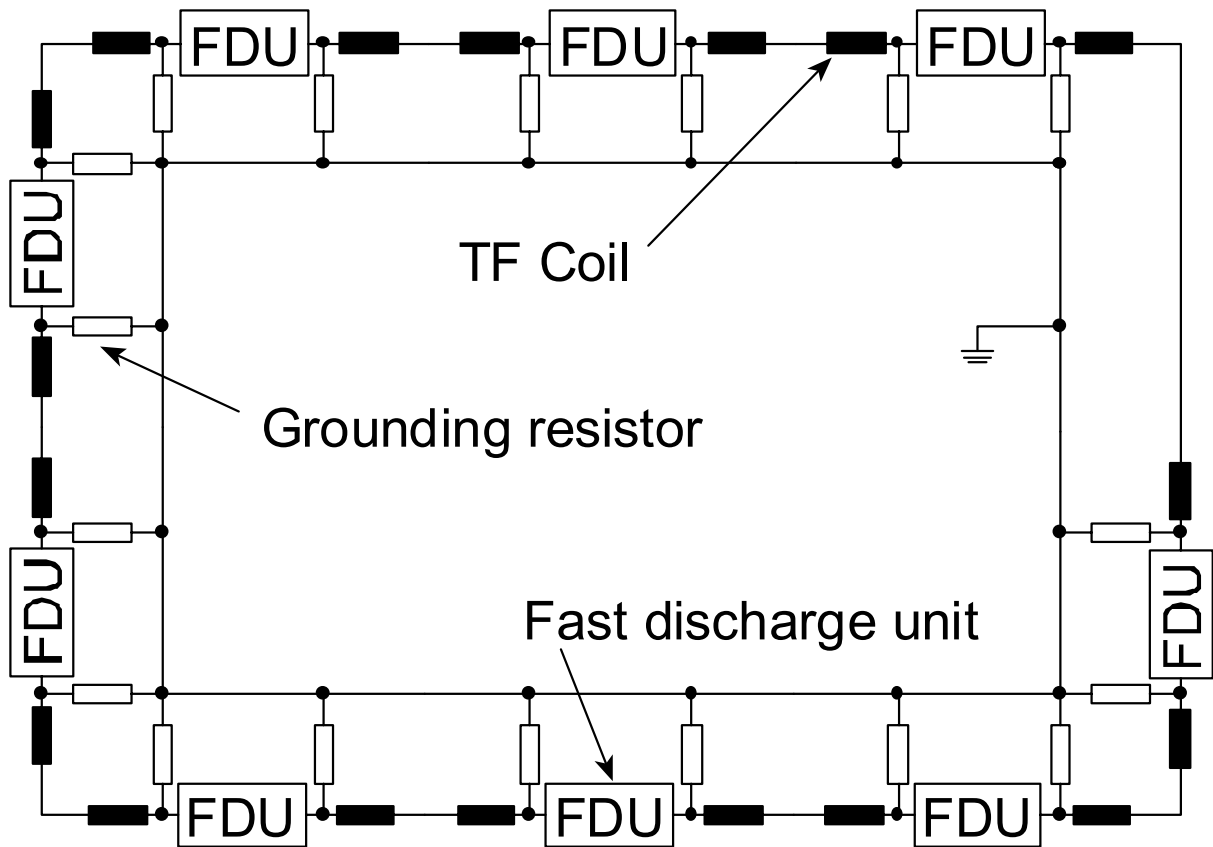 FDU FDU FDU
FDU
TF Coil
Grounding resistor
FDU
Fast discharge unit
FDU
FDU FDU FDU